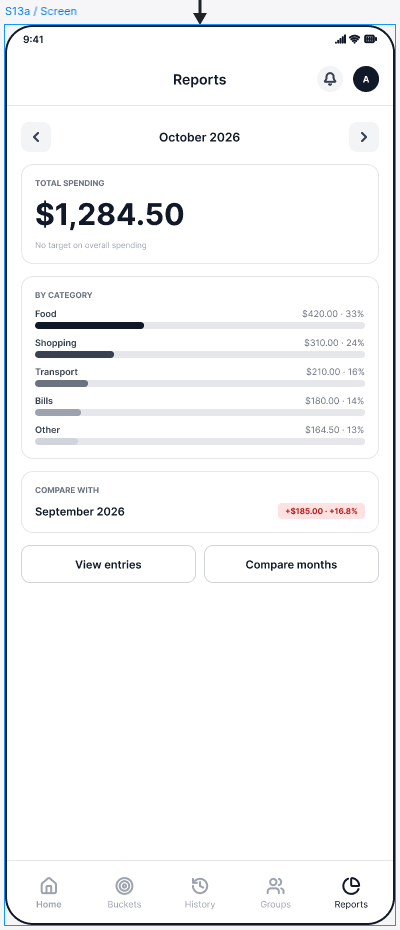 S13a / Screen
9:41
Reports
A
October 2026
TOTAL SPENDING
$1,284.50
No target on overall spending
BY CATEGORY
Food $420.00 · 33%
Shopping $310.00 · 24%
Transport $210.00 · 16%
Bills $180.00 · 14%
Other $164.50 · 13%
COMPARE WITH
September 2026 +$185.00 · +16.8%
View entries Compare months
Home Buckets History Groups Reports